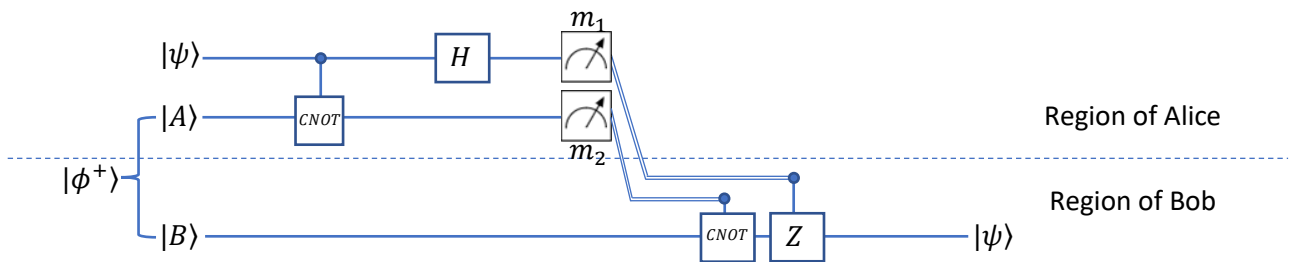 m₁
|ψ⟩ H
|A⟩ CNOT Region of Alice
m₂
|ϕ⁺⟩
Region of Bob
|B⟩ CNOT Z |ψ⟩